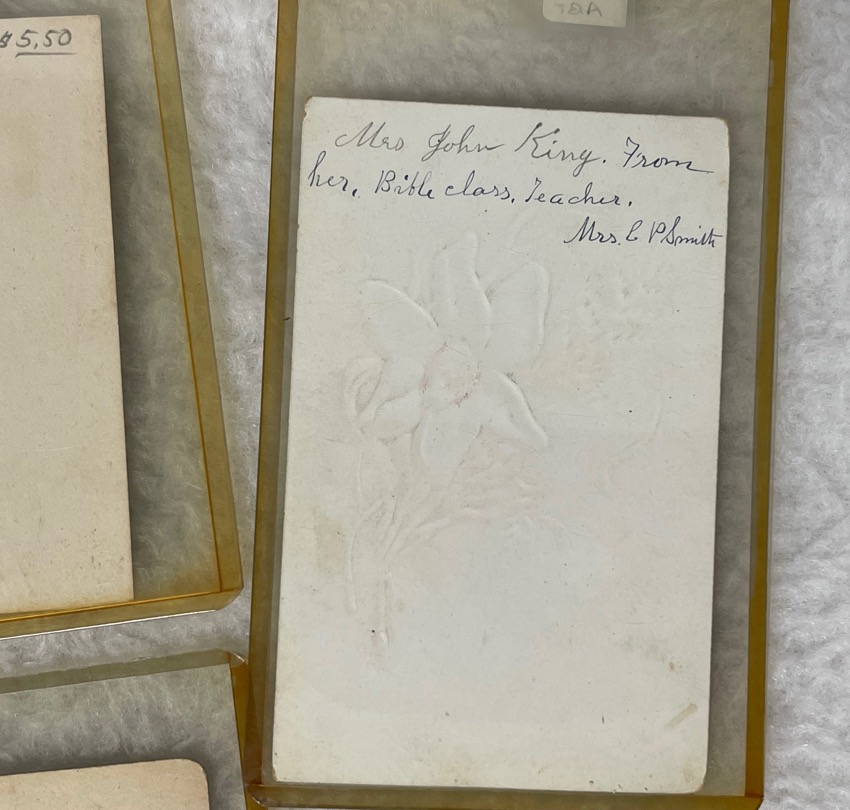 $5.50
Mrs John King. From
her. Bible class. Teacher.
Mrs. C P Smith